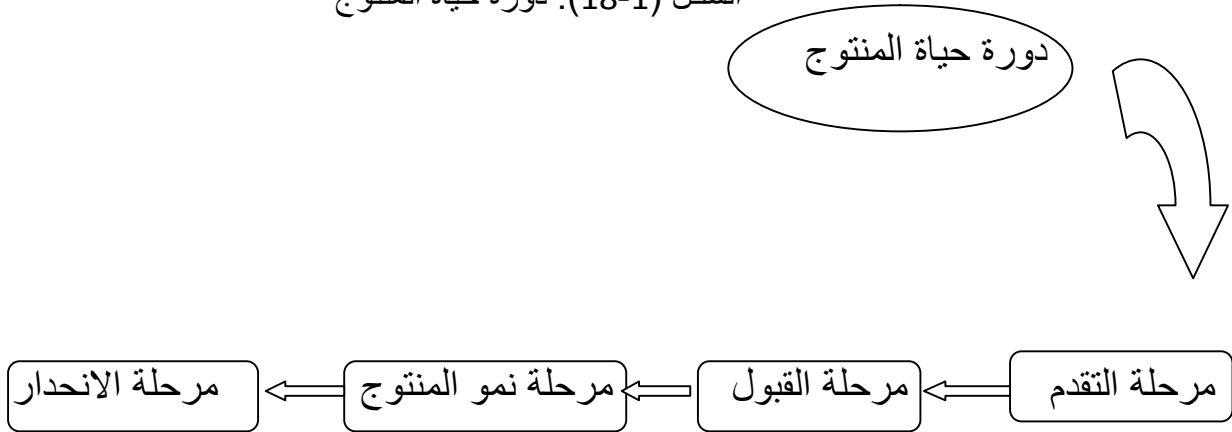 الشكل (1-18): دورة حياة المنتوج
دورة حياة المنتوج
مرحلة التقدم
مرحلة القبول
مرحلة نمو المنتوج
مرحلة الانحدار